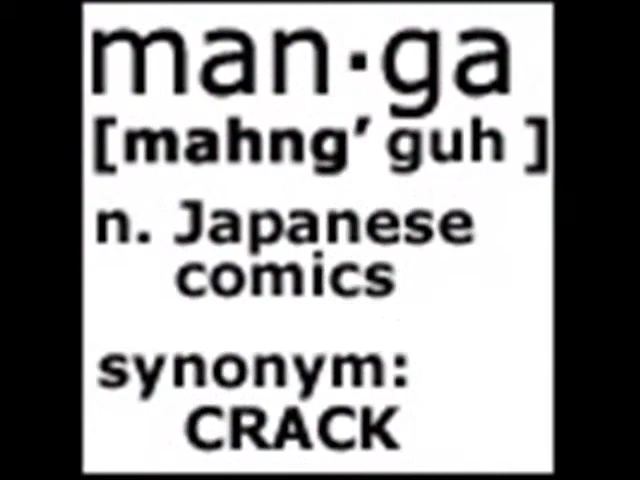 man·ga
[mahng’ guh ]
n. Japanese
comics
synonym:
CRACK